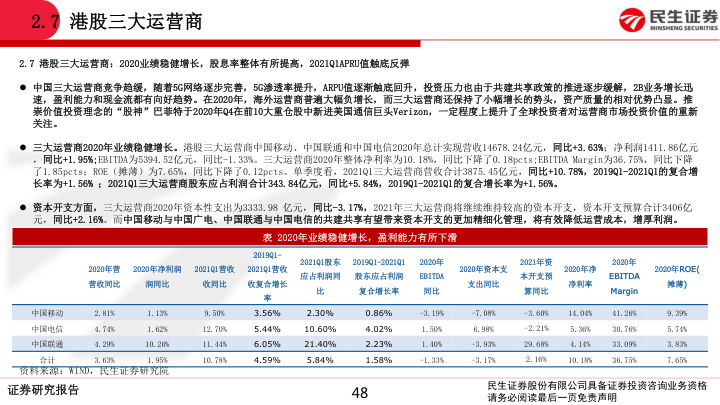 2.7 港股三大运营商
民生证券
MINSHENG SECURITIES
2.7 港股三大运营商：2020业绩稳健增长，股息率整体有所提高，2021Q1APRU值触底反弹
● 中国三大运营商竞争趋缓，随着5G网络逐步完善，5G渗透率提升，ARPU值逐渐触底回升，投资压力也由于共建共享政策的推进逐步缓解，2B业务增长迅
速，盈利能力和现金流都有向好趋势。在2020年，海外运营商普遍大幅负增长，而三大运营商还保持了小幅增长的势头，资产质量的相对优势凸显。推
崇价值投资理念的“股神”巴菲特于2020年Q4在前10大重仓股中新进美国通信巨头Verizon，一定程度上提升了全球投资者对运营商市场投资价值的重新
关注。
● 三大运营商2020年业绩稳健增长。港股三大运营商中国移动、中国联通和中国电信2020年总计实现营收14678.24亿元，同比+3.63%；净利润1411.86亿元
，同比+1.95%;EBITDA为5394.52亿元，同比-1.33%。三大运营商2020年整体净利率为10.18%，同比下降了0.18pcts;EBITDA Margin为36.75%，同比下降
了1.85pcts；ROE（摊薄）为7.65%，同比下降了0.12pcts。单季度看，2021Q1三大运营商营收合计3875.45亿元，同比+10.78%，2019Q1-2021Q1的复合增
长率为+1.56% ；2021Q1三大运营商股东应占利润合计343.84亿元，同比+5.84%，2019Q1-2021Q1的复合增长率为+1.56%。
● 资本开支方面，三大运营商2020年资本性支出为3333.98 亿元，同比-3.17%，2021年三大运营商将继续维持较高的资本开支，资本开支预算合计3406亿
元，同比+2.16%。而中国移动与中国广电、中国联通与中国电信的共建共享有望带来资本开支的更加精细化管理，将有效降低运营成本，增厚利润。
表 2020年业绩稳健增长，盈利能力有所下滑
2020年营营收同比 2020年净利润润同比 2021Q1营收收同比 2019Q1-2021Q1营收收复合增长率 2021Q1股东应占利润同比 2019Q1-2021Q1股东应占利润复合增长率 2020年EBITDA同比 2020年资本支支出同比 2021年资本开支预算同比 2020年净净利率 2020年EBITDA Margin 2020年ROE(摊薄)
中国移动 2.81% 1.13% 9.50% 3.56% 2.30% 0.86% -3.19% -7.08% -3.60% 14.04% 41.26% 9.39%
中国电信 4.74% 1.62% 12.70% 5.44% 10.60% 4.02% 1.50% 6.98% -2.21% 5.36% 30.76% 5.74%
中国联通 4.29% 10.26% 11.44% 6.05% 21.40% 2.23% 1.40% -3.93% 29.68% 4.14% 33.09% 3.83%
合计 3.63% 1.95% 10.78% 4.59% 5.84% 1.58% -1.33% -3.17% 2.16% 10.18% 36.75% 7.65%
资料来源：WIND，民生证券研究院
证券研究报告
48
民生证券股份有限公司具备证券投资咨询业务资格
请务必阅读最后一页免责声明